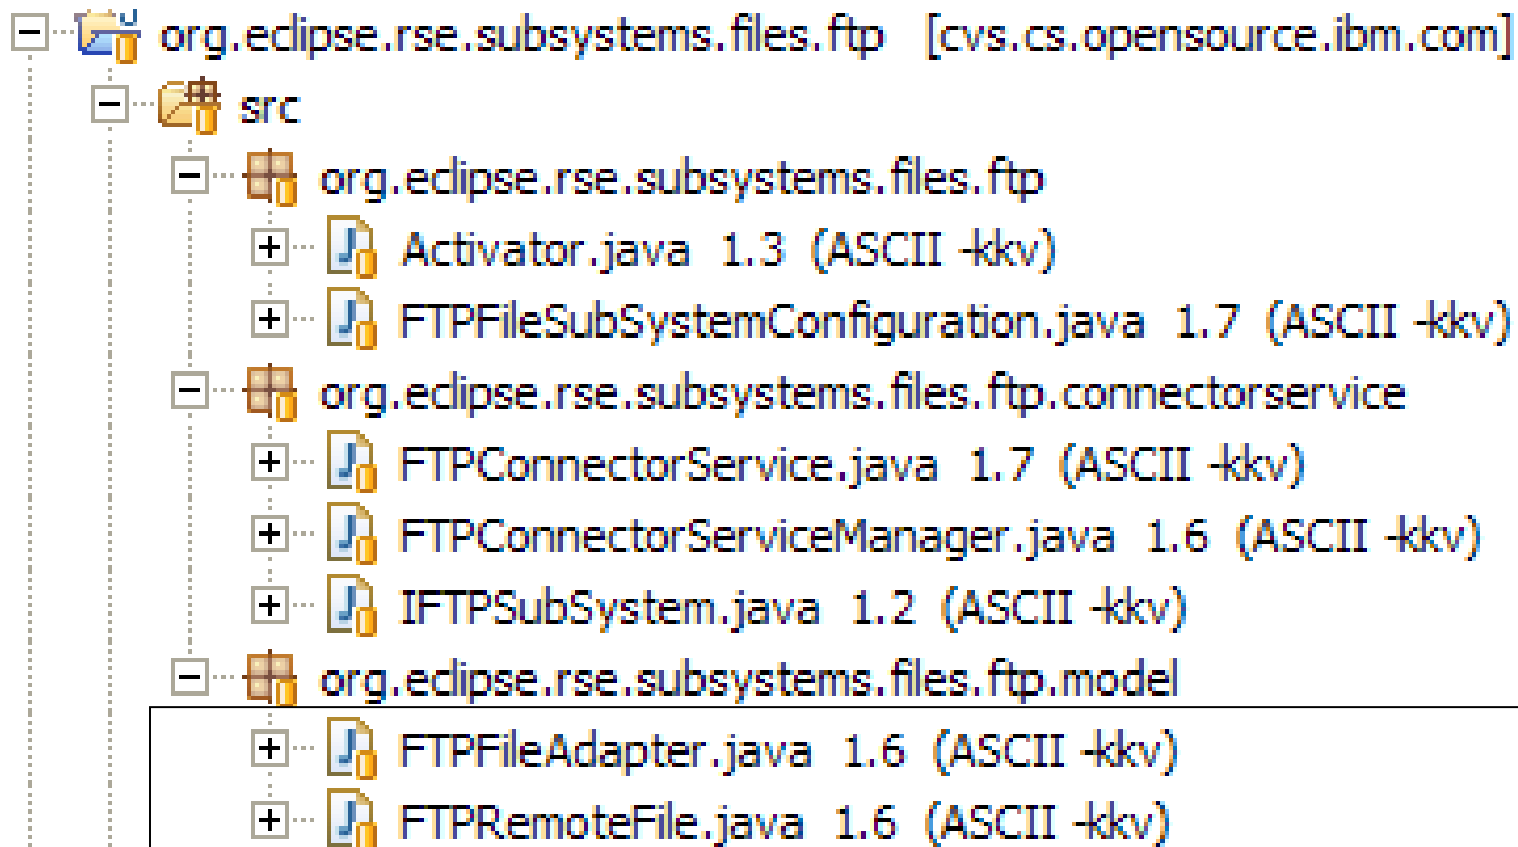 org.eclipse.rse.subsystems.files.ftp [cvs.cs.opensource.ibm.com]
src
org.eclipse.rse.subsystems.files.ftp
Activator.java 1.3 (ASCII -kkv)
FTPFileSubSystemConfiguration.java 1.7 (ASCII -kkv)
org.eclipse.rse.subsystems.files.ftp.connectorservice
FTPConnectorService.java 1.7 (ASCII -kkv)
FTPConnectorServiceManager.java 1.6 (ASCII -kkv)
IFTPSubSystem.java 1.2 (ASCII -kkv)
org.eclipse.rse.subsystems.files.ftp.model
FTPFileAdapter.java 1.6 (ASCII -kkv)
FTPRemoteFile.java 1.6 (ASCII -kkv)